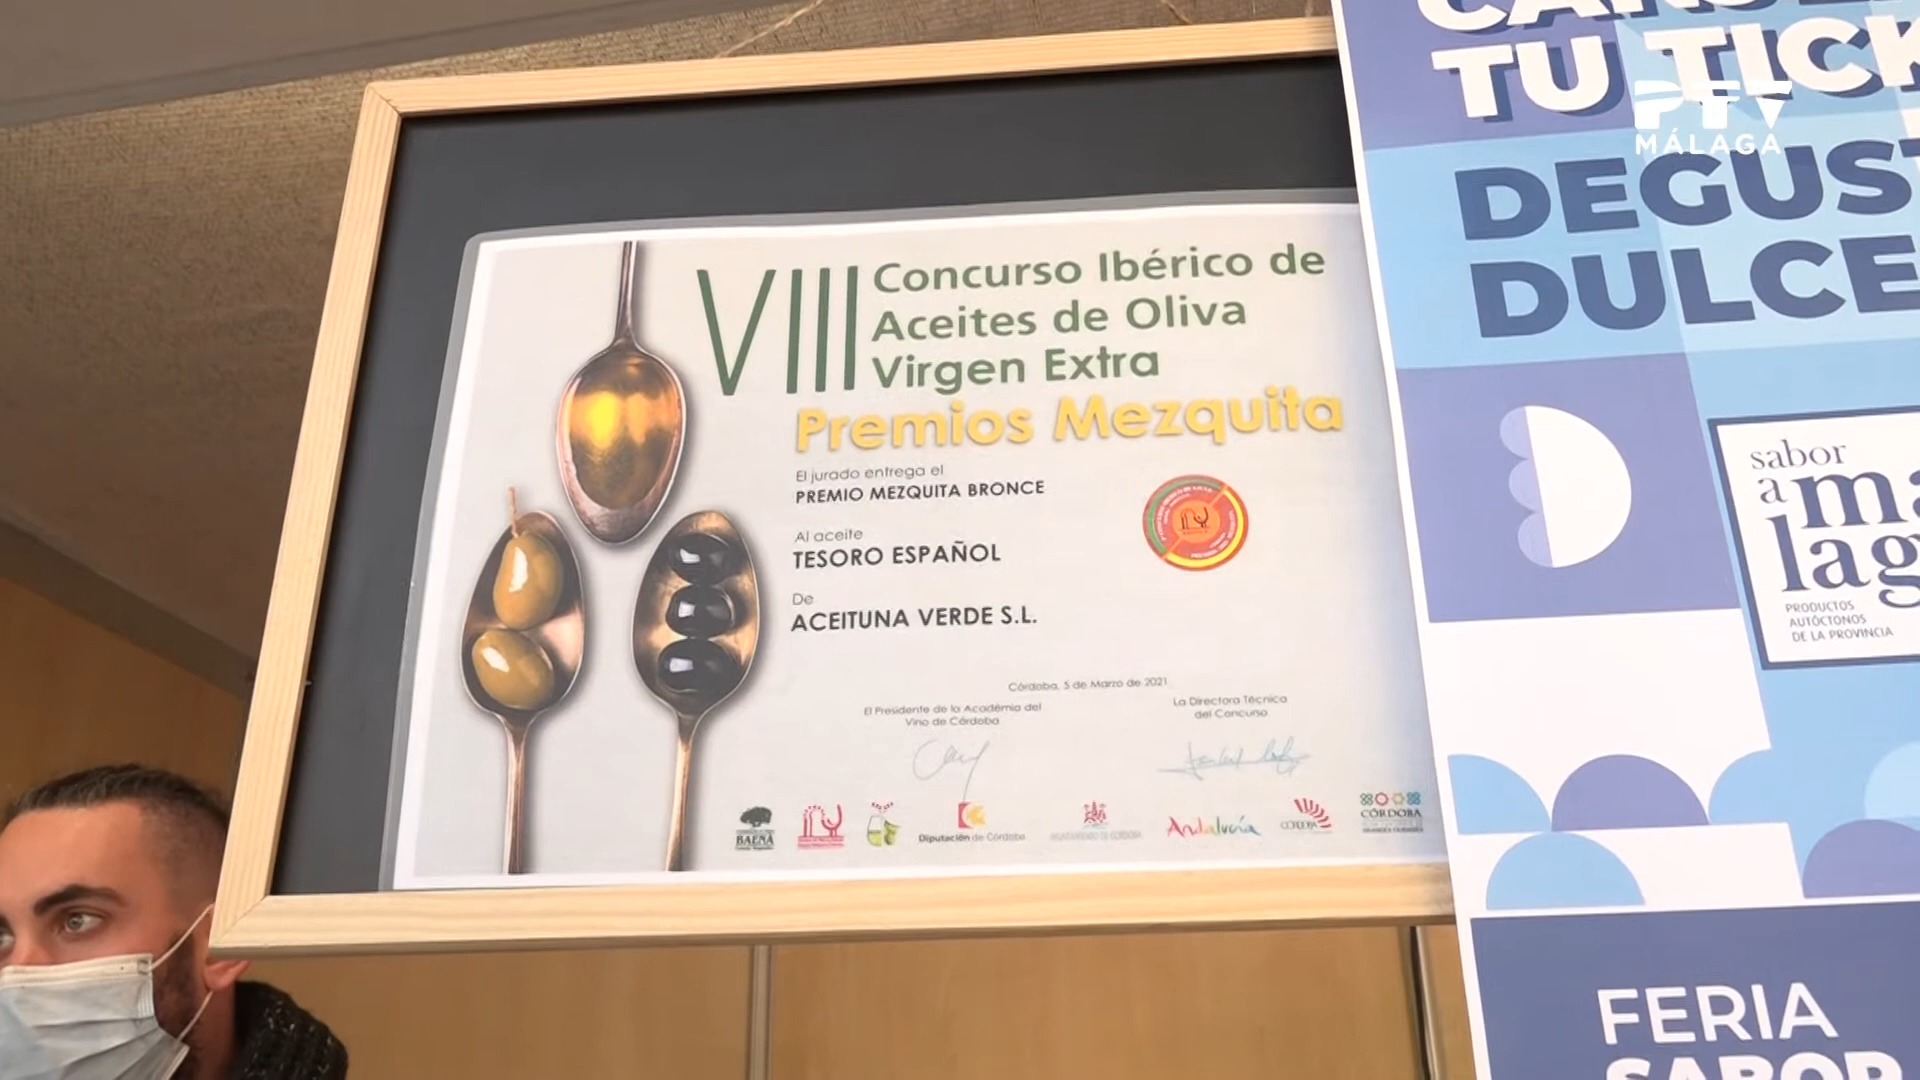 VIII Concurso Ibérico de
Aceites de Oliva
Virgen Extra
Premios Mezquita
El jurado entrega el
PREMIO MEZQUITA BRONCE
Al aceite
TESORO ESPAÑOL
De
ACEITUNA VERDE S.L.
Córdoba, 5 de Marzo de 2021
El Presidente de la Academia del
Vino de Córdoba
La Directora Técnica
del Concurso
BAENA
Diputación de Córdoba
AYUNTAMIENTO DE CÓRDOBA
Andalucía
CÓRDOBA
CÓRDOBA
TU TICK
DEGUST
DULCE
PTV
MÁLAGA
sabor
a ma
lag
PRODUCTOS
AUTÓCTONOS
DE LA PROVINCIA
FERIA
SABOR